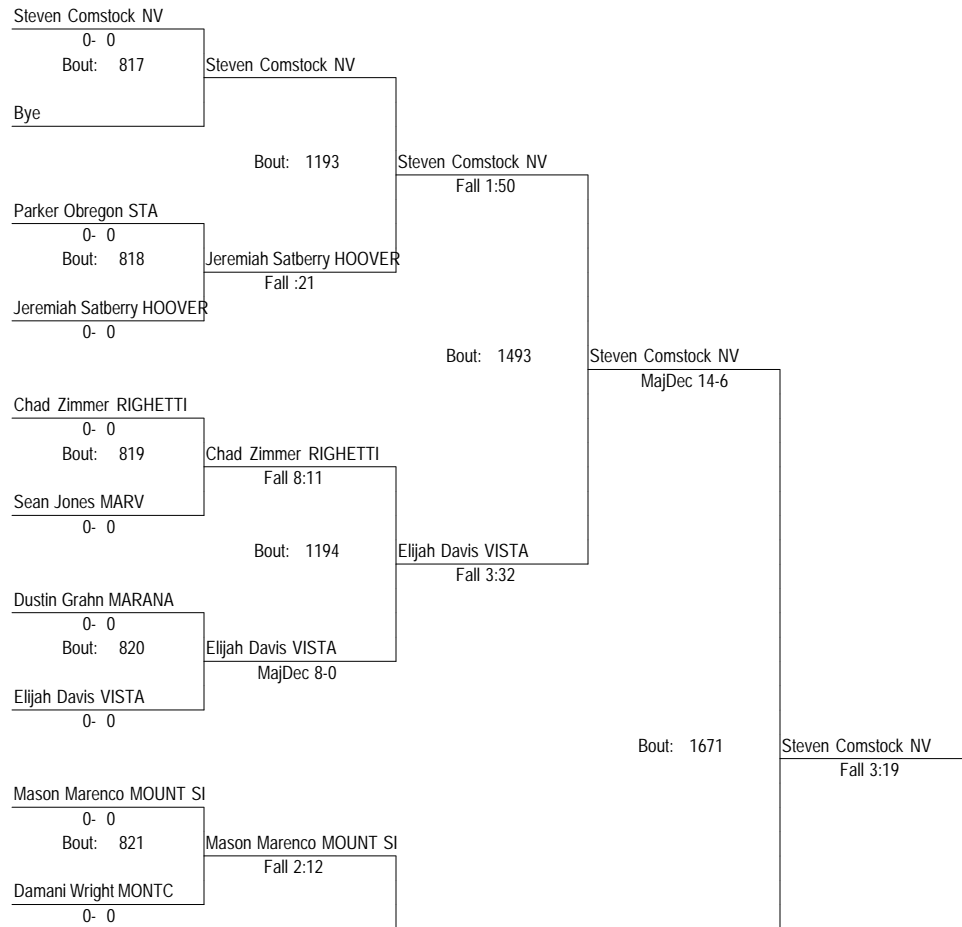 Steven Comstock NV
0- 0
Bout: 817
Steven Comstock NV
Bye
Bout: 1193
Steven Comstock NV
Fall 1:50
Parker Obregon STA
0- 0
Bout: 818
Jeremiah Satberry HOOVER
Fall :21
Jeremiah Satberry HOOVER
0- 0
Bout: 1493
Steven Comstock NV
MajDec 14-6
Chad Zimmer RIGHETTI
0- 0
Bout: 819
Chad Zimmer RIGHETTI
Fall 8:11
Sean Jones MARV
0- 0
Bout: 1194
Elijah Davis VISTA
Fall 3:32
Dustin Grahn MARANA
0- 0
Bout: 820
Elijah Davis VISTA
MajDec 8-0
Elijah Davis VISTA
0- 0
Bout: 1671
Steven Comstock NV
Fall 3:19
Mason Marenco MOUNT SI
0- 0
Bout: 821
Mason Marenco MOUNT SI
Fall 2:12
Damani Wright MONTC
0- 0